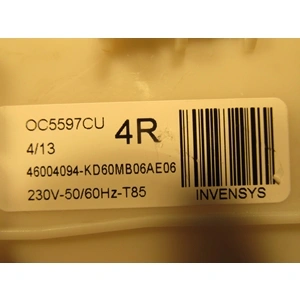 OC5597CU 4R
4/13
46004094-KD60MB06AE06
230V-50/60Hz-T85
INVENSYS